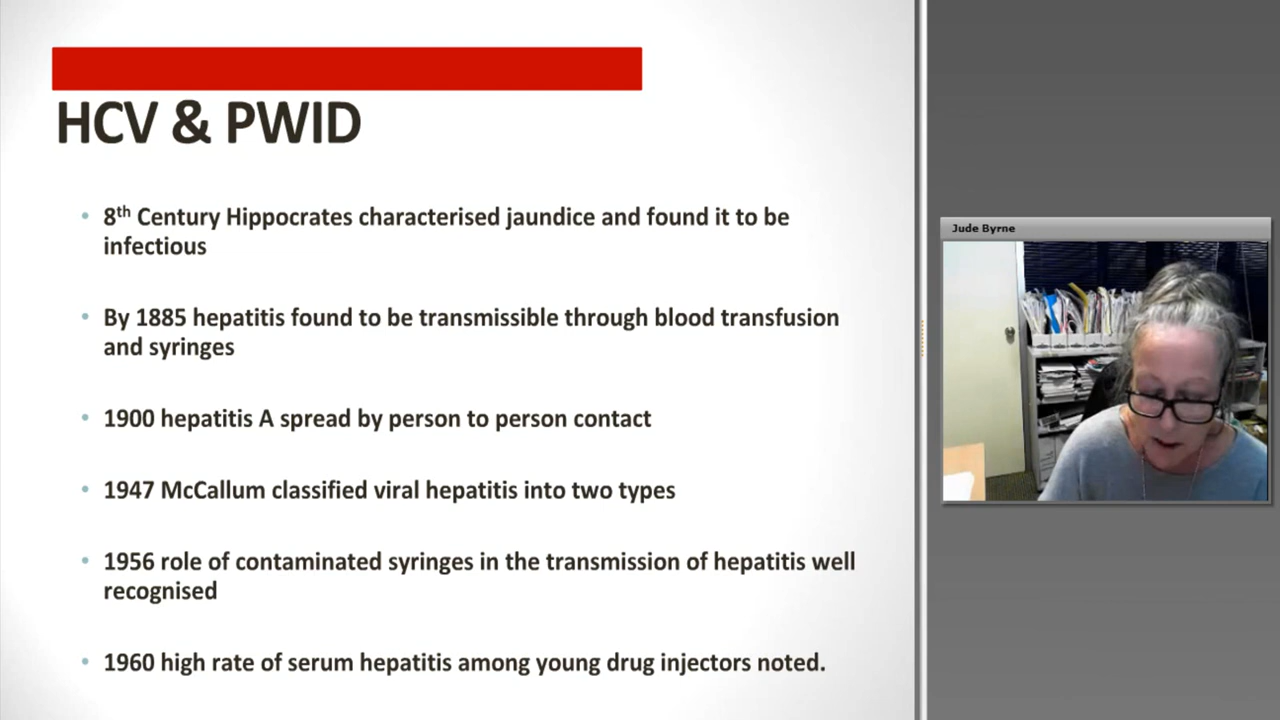 HCV & PWID
8th Century Hippocrates characterised jaundice and found it to be
infectious
By 1885 hepatitis found to be transmissible through blood transfusion
and syringes
1900 hepatitis A spread by person to person contact
1947 McCallum classified viral hepatitis into two types
1956 role of contaminated syringes in the transmission of hepatitis well
recognised
1960 high rate of serum hepatitis among young drug injectors noted.
Jude Byrne